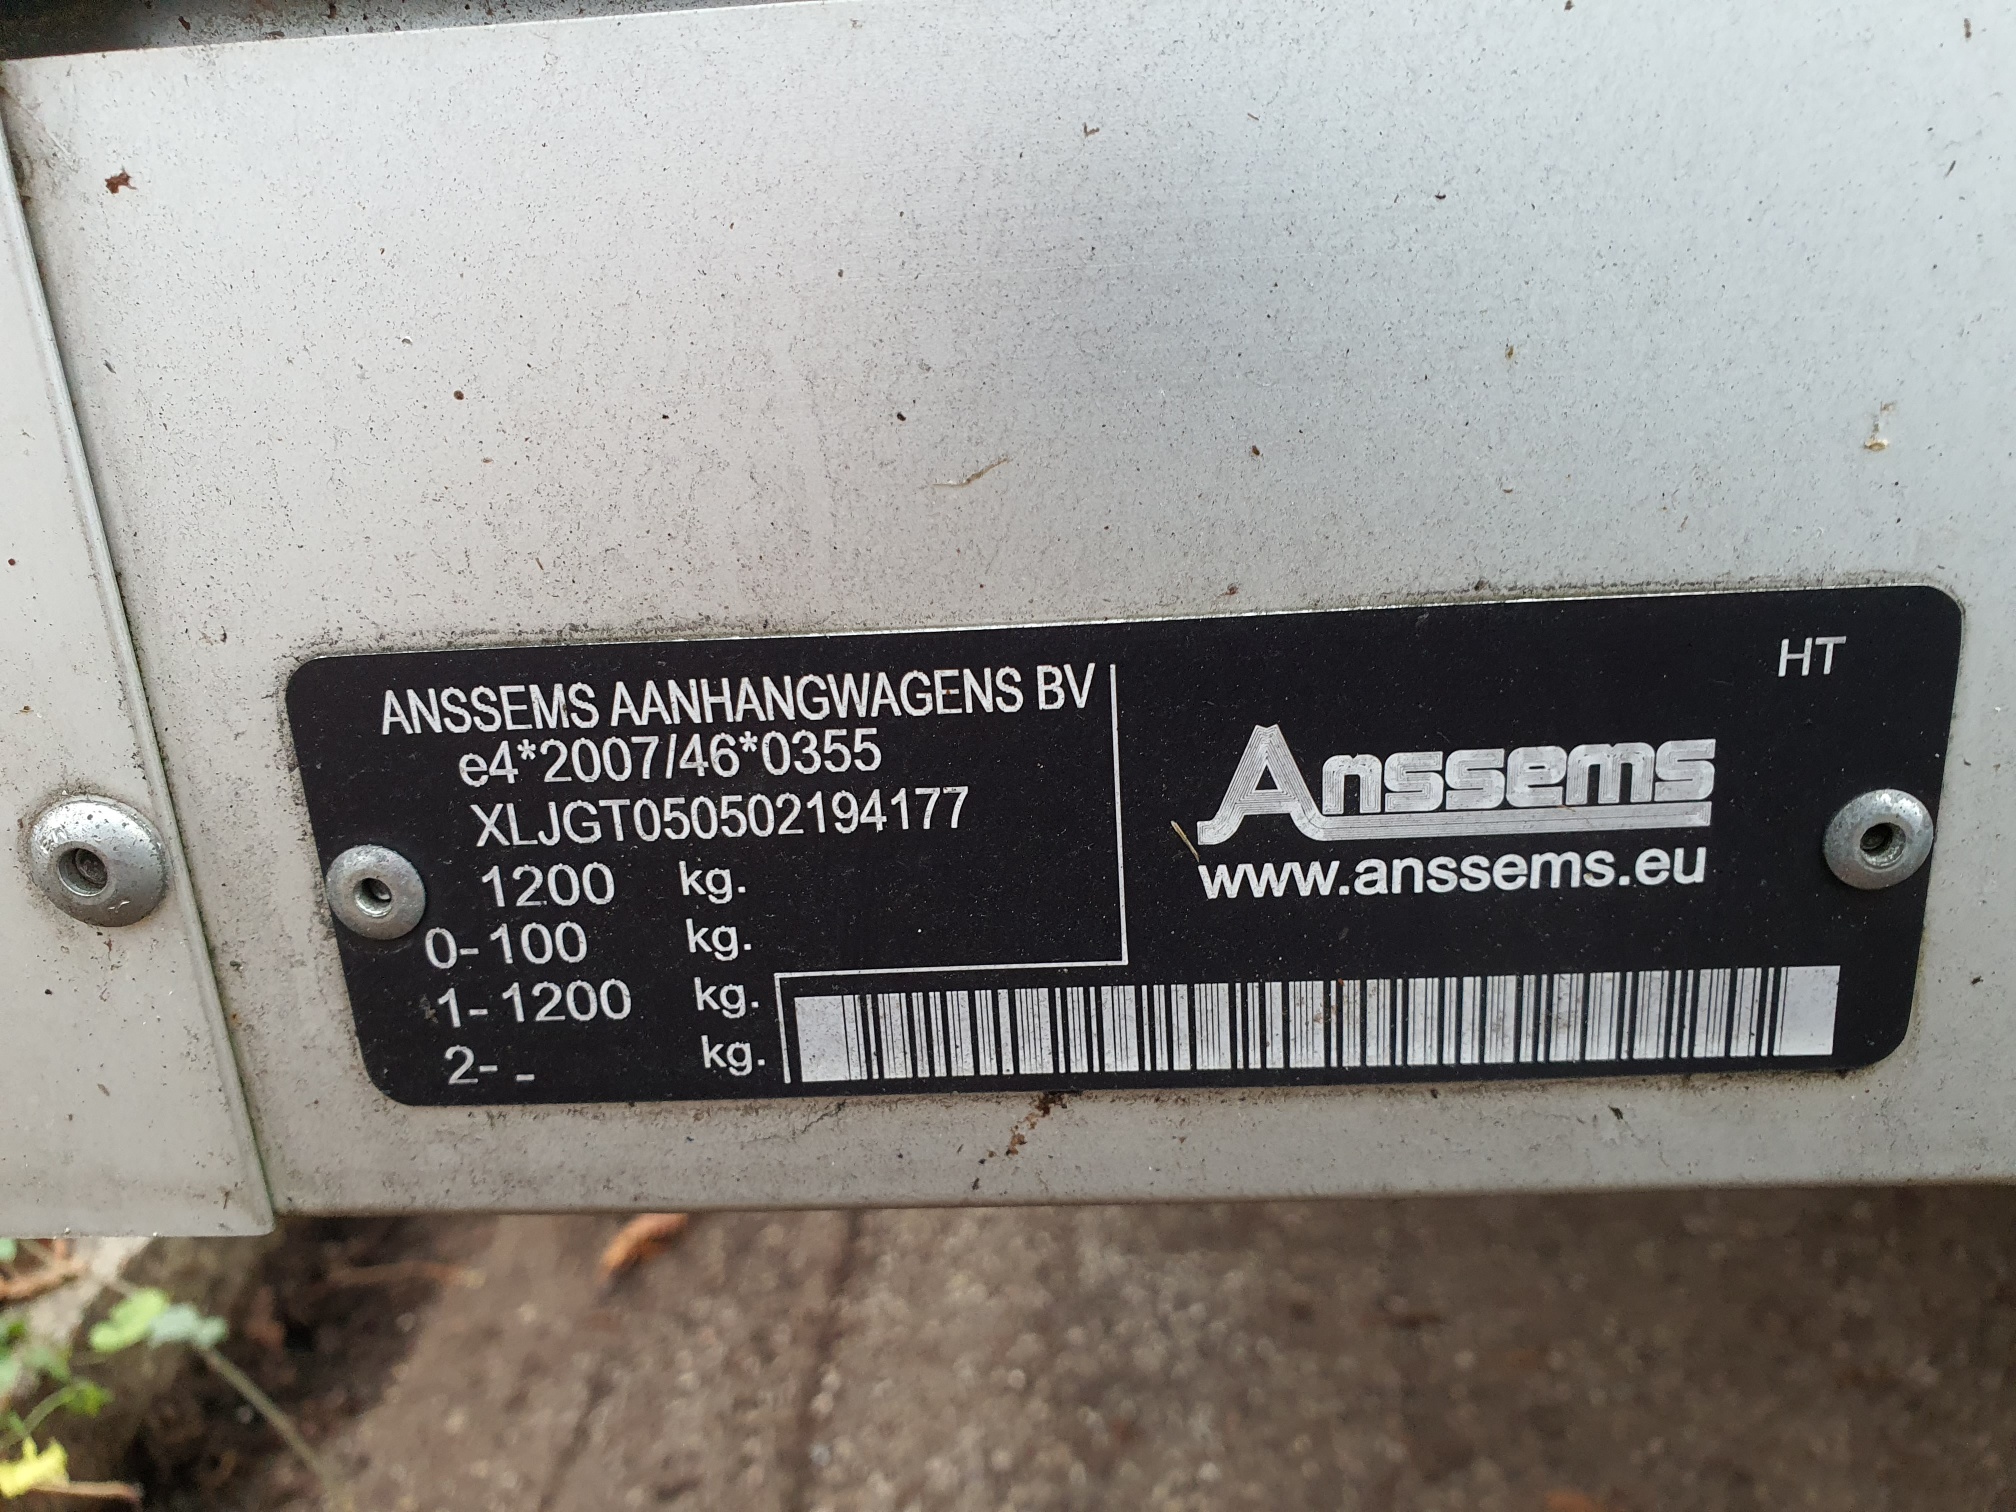 ANSSEMS AANHANGWAGENS BV
e4*2007/46*0355
XLJGT050502194177
1200 kg.
0-100 kg.
1-1200 kg.
2- - kg.
HT
Anssems
www.anssems.eu